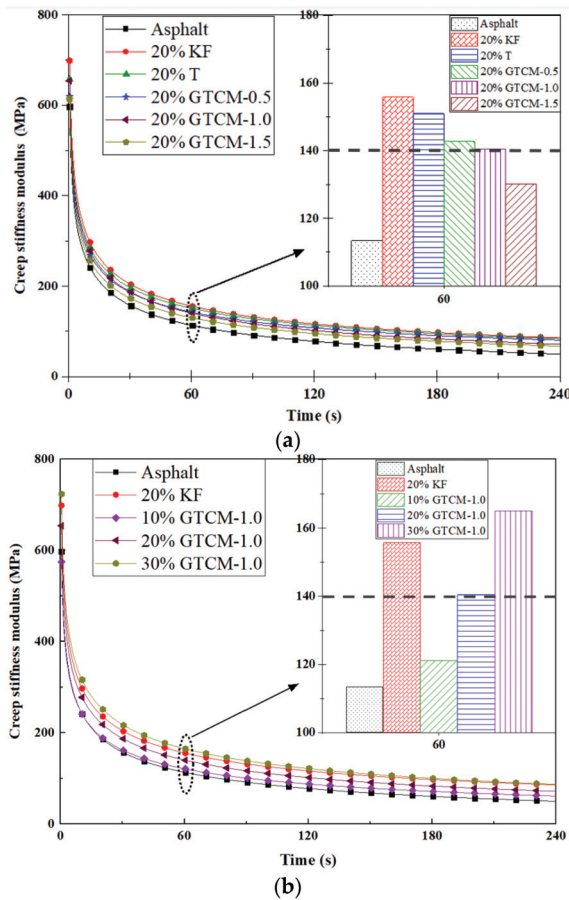 Asphalt
20% KF
20% T
20% GTCM-0.5
20% GTCM-1.0
20% GTCM-1.5
Asphalt
20% KF
20% T
20% GTCM-0.5
20% GTCM-1.0
20% GTCM-1.5
180
160
140
120
100
60
Creep stiffness modulus (MPa)
800
600
400
200
0
0 60 120 180 240
Time (s)
(a)
Asphalt
20% KF
10% GTCM-1.0
20% GTCM-1.0
30% GTCM-1.0
Asphalt
20% KF
10% GTCM-1.0
20% GTCM-1.0
30% GTCM-1.0
180
160
140
120
100
60
Creep stiffness modulus (MPa)
800
600
400
200
0
0 60 120 180 240
Time (s)
(b)